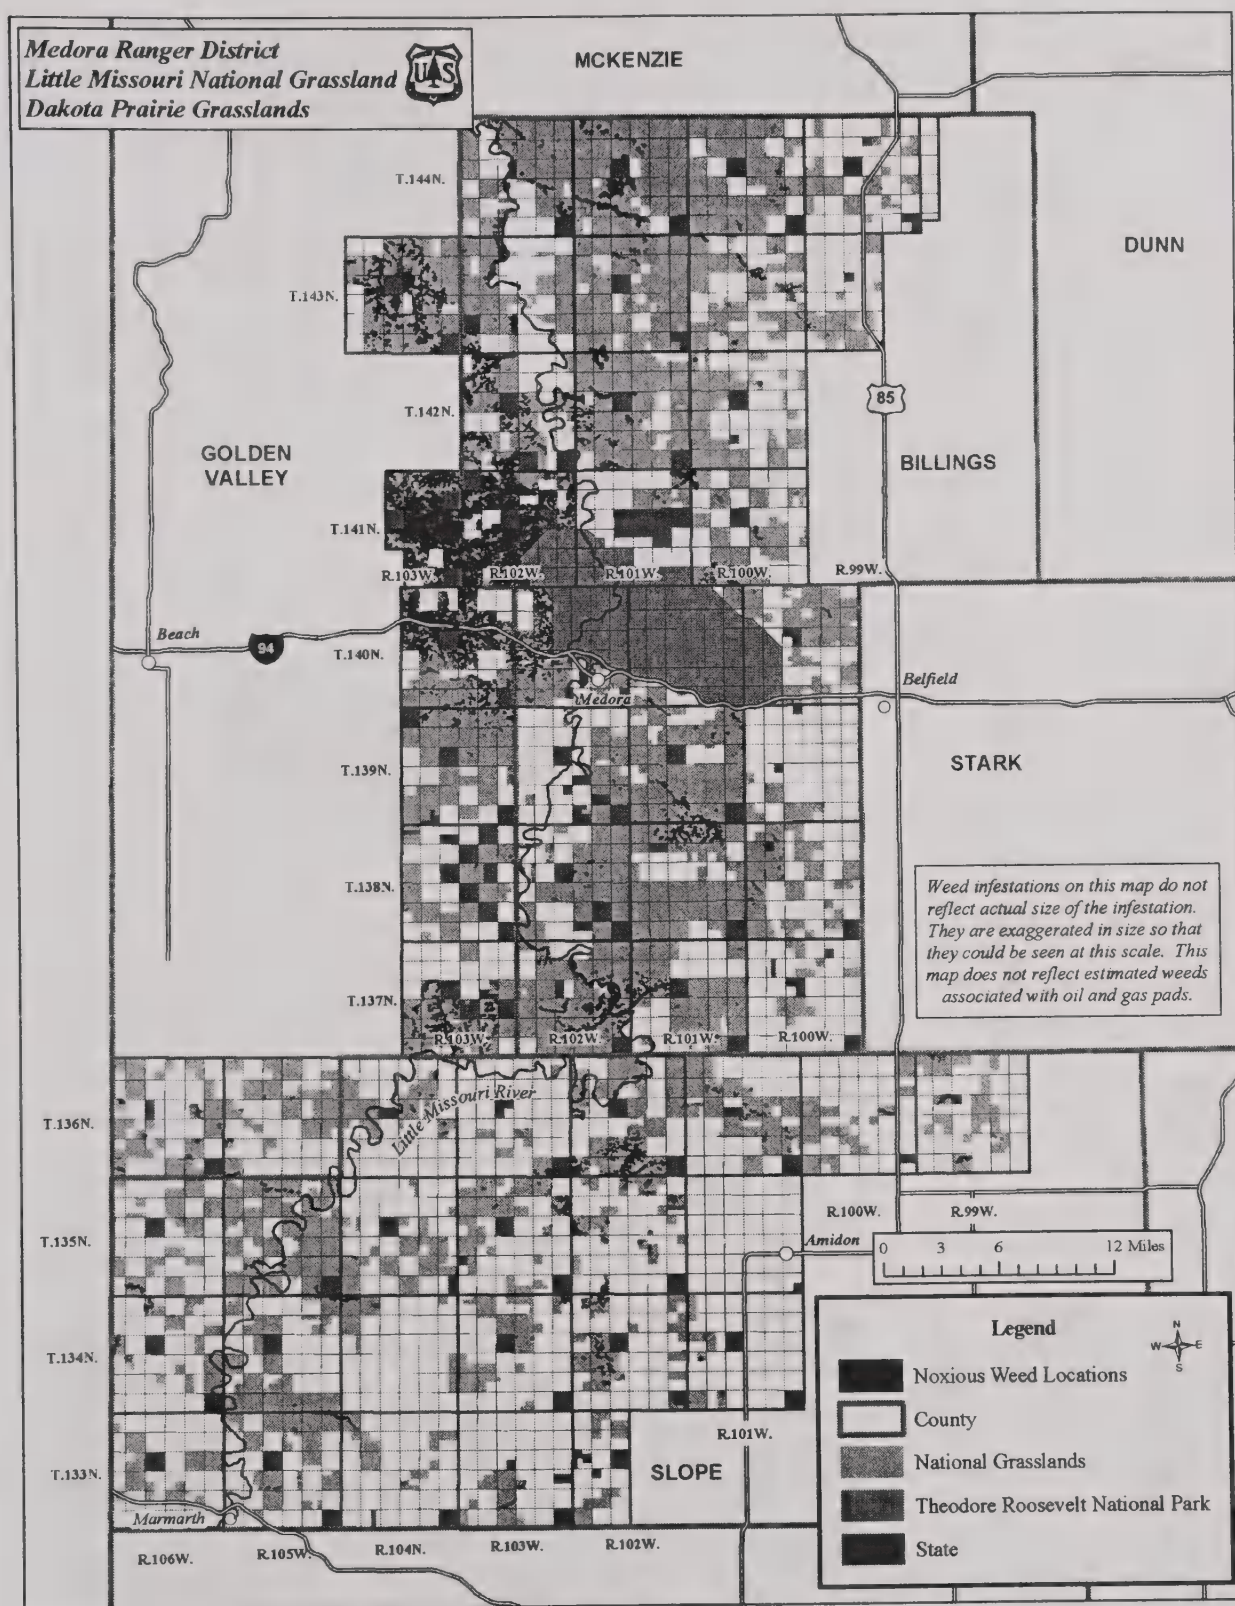 Medora Ranger District
Little Missouri National Grassland
Dakota Prairie Grasslands
US
MCKENZIE
T.144N.
DUNN
T.143N.
85
T.142N.
GOLDEN
VALLEY
BILLINGS
T.141N.
R.103W. R.102W. R.101W. R.100W. R.99W.
Beach
94
T.140N.
Medora
Belfield
T.139N.
STARK
T.138N.
Weed infestations on this map do not
reflect actual size of the infestation.
They are exaggerated in size so that
they could be seen at this scale. This
map does not reflect estimated weeds
associated with oil and gas pads.
T.137N.
R.103W. R.102W. R.101W. R.100W.
Little Missouri River
T.136N.
R.100W. R.99W.
T.135N.
Amidon
0 3 6 12 Miles
T.134N.
Legend
N
W E
S
Noxious Weed Locations
County
National Grasslands
Theodore Roosevelt National Park
State
R.101W.
T.133N.
SLOPE
Marmarth
R.106W. R.105W. R.104N. R.103W. R.102W.